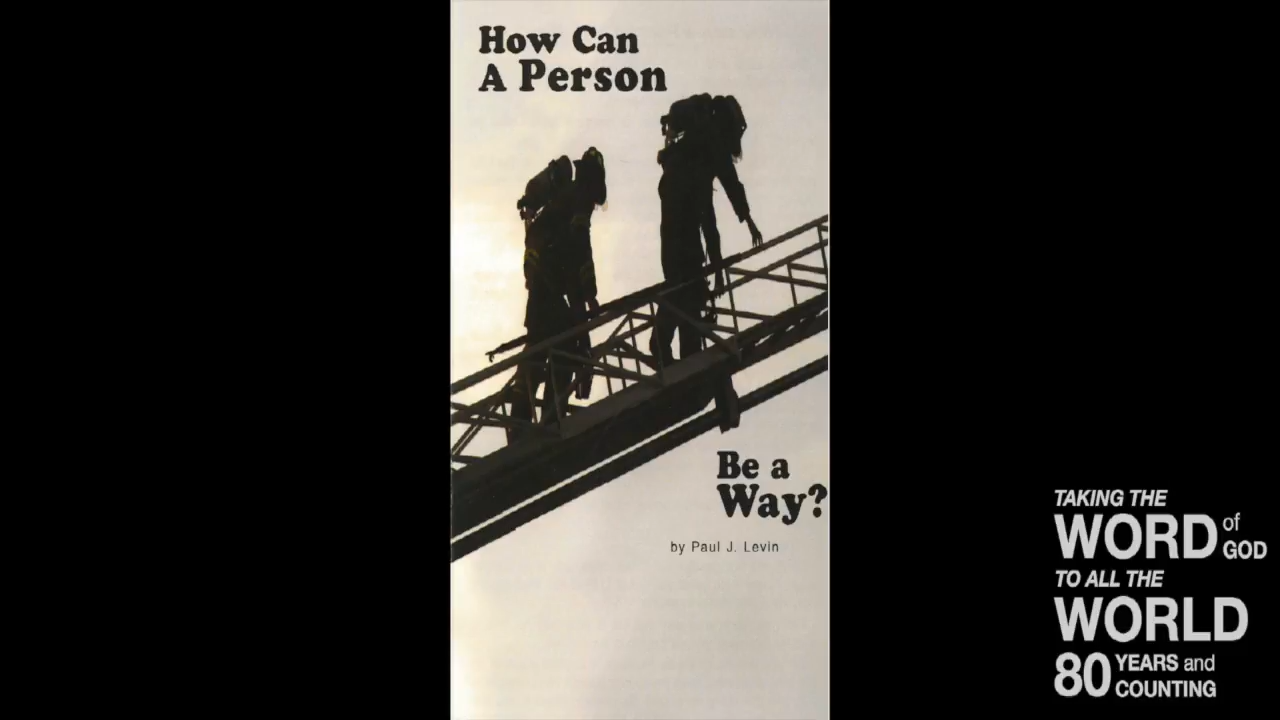 How Can
A Person
Be a
Way?
by Paul J. Levin
TAKING THE
WORD of GOD
TO ALL THE
WORLD
80 YEARS and COUNTING